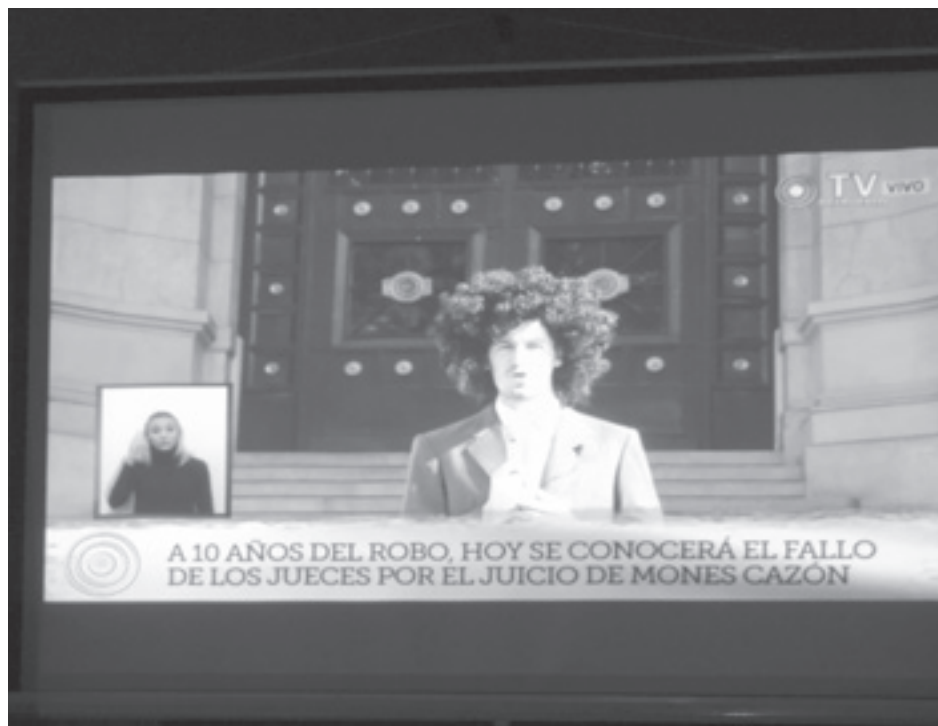 TV VIVO
A 10 AÑOS DEL ROBO, HOY SE CONOCERÁ EL FALLO
DE LOS JUECES POR EL JUICIO DE MONES CAZÓN